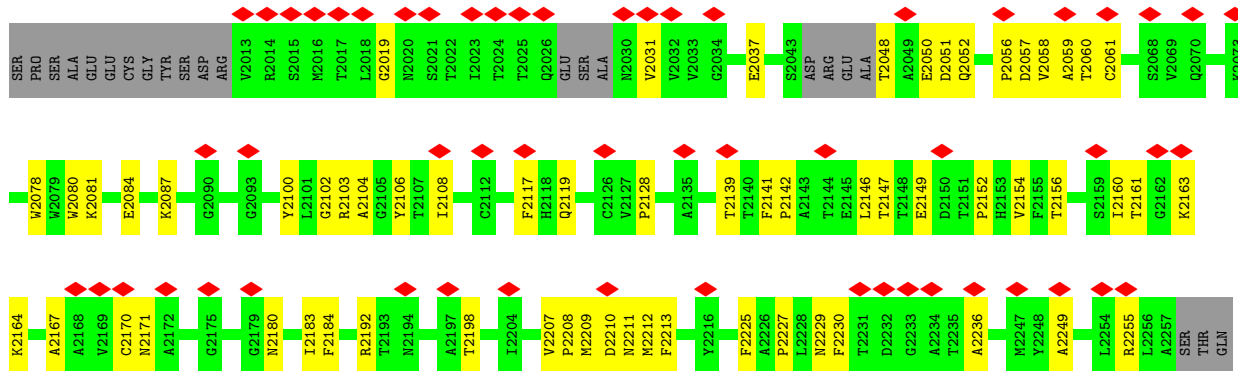 SER PRO SER ALA GLU GLU CYS GLY TYR SER ASP ARG V2013 R2014 S2015 M2016 T2017 L2018 G2019 N2020 S2021 T2022 I2023 T2024 T2025 Q2026 GLU SER ALA N2030 V2031 V2032 V2033 G2034 E2037 S2043 ASP ARG GLU ALA T2048 A2049 E2050 D2051 Q2052 P2056 D2057 V2058 A2059 T2060 C2061 S2068 V2069 Q2070 K2073
W2078 W2079 W2080 K2081 E2084 K2087 G2090 G2093 Y2100 L2101 G2102 R2103 A2104 G2105 Y2106 T2107 I2108 C2112 F2117 H2118 Q2119 C2126 V2127 P2128 A2135 T2139 T2140 F2141 P2142 A2143 T2144 E2145 L2146 T2147 T2148 E2149 D2150 T2151 P2152 H2153 V2154 F2155 T2156 S2159 I2160 T2161 G2162 K2163
K2164 A2167 A2168 V2169 C2170 N2171 A2172 G2175 G2179 N2180 I2183 F2184 R2192 T2193 N2194 A2197 T2198 I2204 V2207 P2208 M2209 D2210 N2211 M2212 F2213 Y2216 F2225 A2226 P2227 L2228 N2229 F2230 T2231 D2232 G2233 A2234 T2235 A2236 M2247 Y2248 A2249 L2254 R2255 L2256 A2257 SER THR GLN